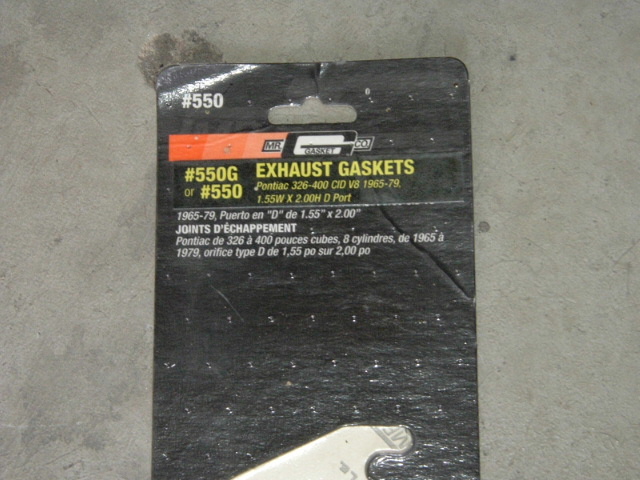 #550
MR. GASKET CO.
#550G
or #550
EXHAUST GASKETS
Pontiac 326-400 CID V8 1965-79.
1.55W X 2.00H D Port
1965-79, Puerto en "D" de 1.55" x 2.00"
JOINTS D'ÉCHAPPEMENT
Pontiac de 326 à 400 pouces cubes, 8 cylindres, de 1965 à
1979, orifice type D de 1,55 po sur 2,00 po